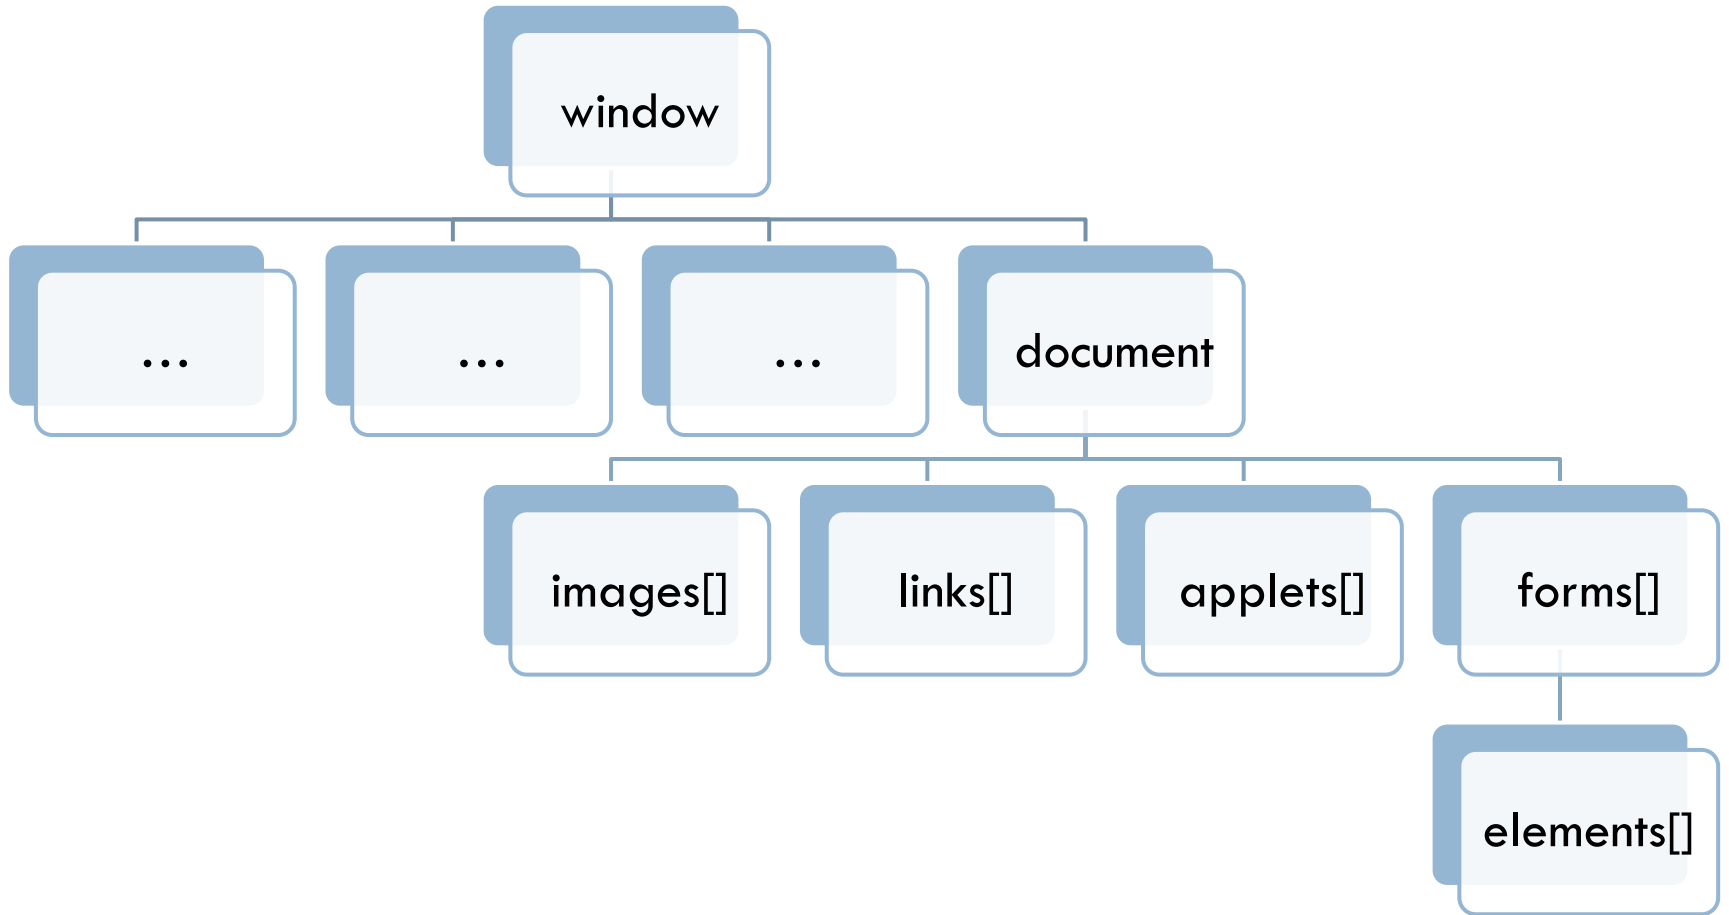 window
...
...
...
document
images[]
links[]
applets[]
forms[]
elements[]